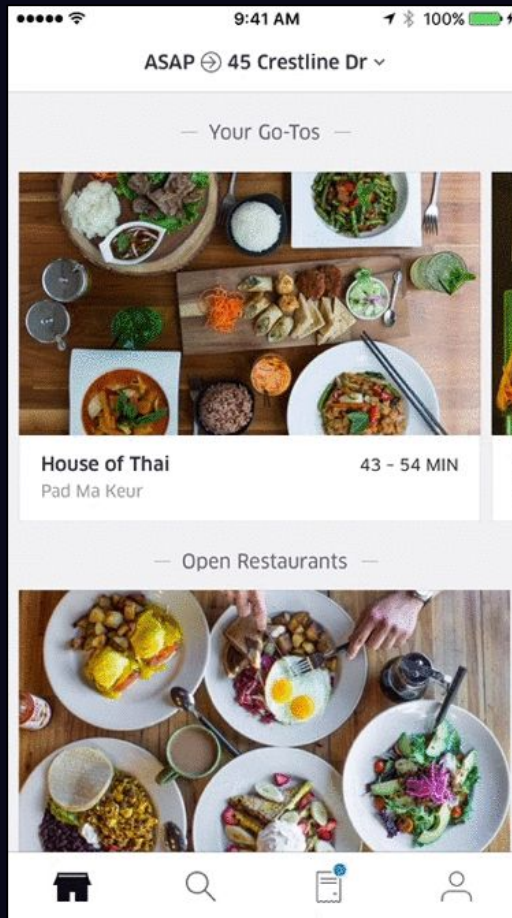 9:41 AM
100%
ASAP 45 Crestline Dr
Your Go-Tos
House of Thai
43 – 54 MIN
Pad Ma Keur
Open Restaurants